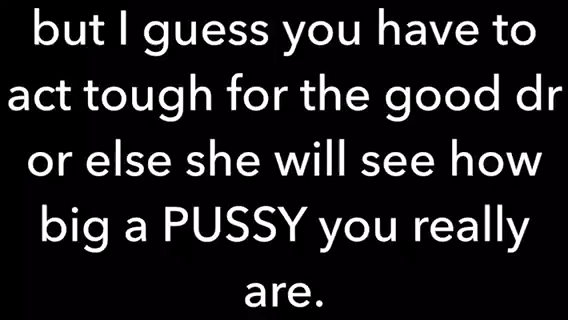 but I guess you have to
act tough for the good dr
or else she will see how
big a PUSSY you really
are.